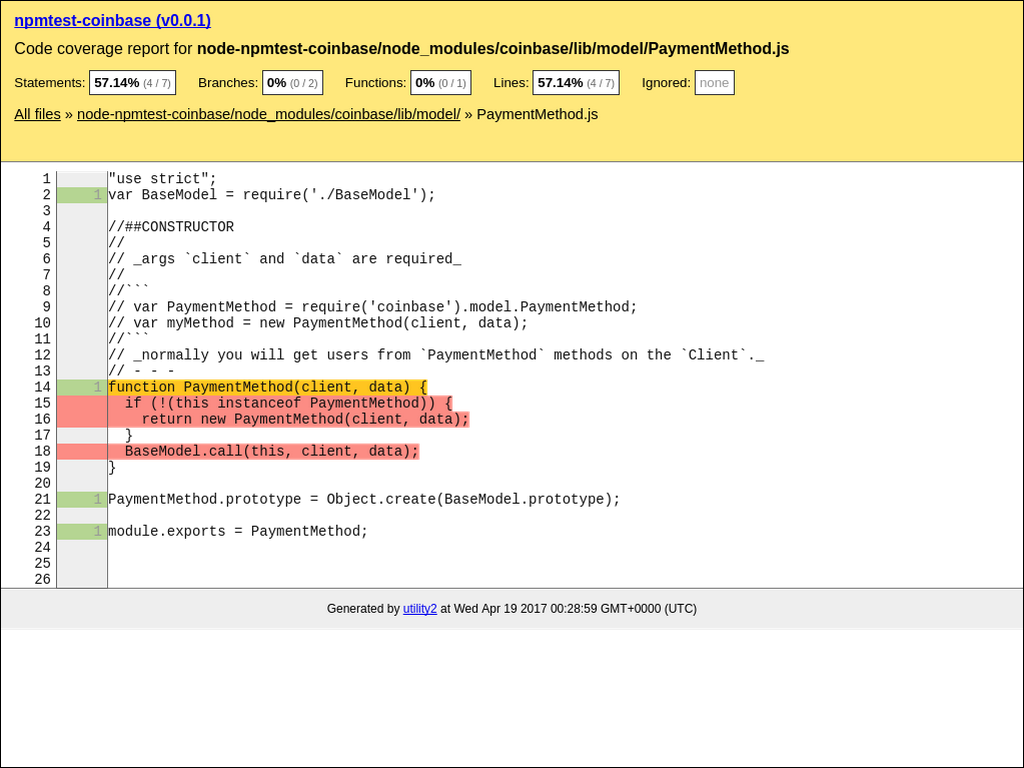 npmtest-coinbase (v0.0.1)
Code coverage report for node-npmtest-coinbase/node_modules/coinbase/lib/model/PaymentMethod.js
Statements: 57.14% (4 / 7) Branches: 0% (0 / 2) Functions: 0% (0 / 1) Lines: 57.14% (4 / 7) Ignored: none
All files » node-npmtest-coinbase/node_modules/coinbase/lib/model/ » PaymentMethod.js
1 "use strict";
2 1 var BaseModel = require('./BaseModel');
3
4 //##CONSTRUCTOR
5 //
6 // _args `client` and `data` are required_
7 //
8 //```
9 // var PaymentMethod = require('coinbase').model.PaymentMethod;
10 // var myMethod = new PaymentMethod(client, data);
11 //```
12 // _normally you will get users from `PaymentMethod` methods on the `Client`._
13 // - - -
14 1 function PaymentMethod(client, data) {
15   if (!(this instanceof PaymentMethod)) {
16     return new PaymentMethod(client, data);
17   }
18   BaseModel.call(this, client, data);
19 }
20
21 1 PaymentMethod.prototype = Object.create(BaseModel.prototype);
22
23 1 module.exports = PaymentMethod;
24
25
26
Generated by utility2 at Wed Apr 19 2017 00:28:59 GMT+0000 (UTC)